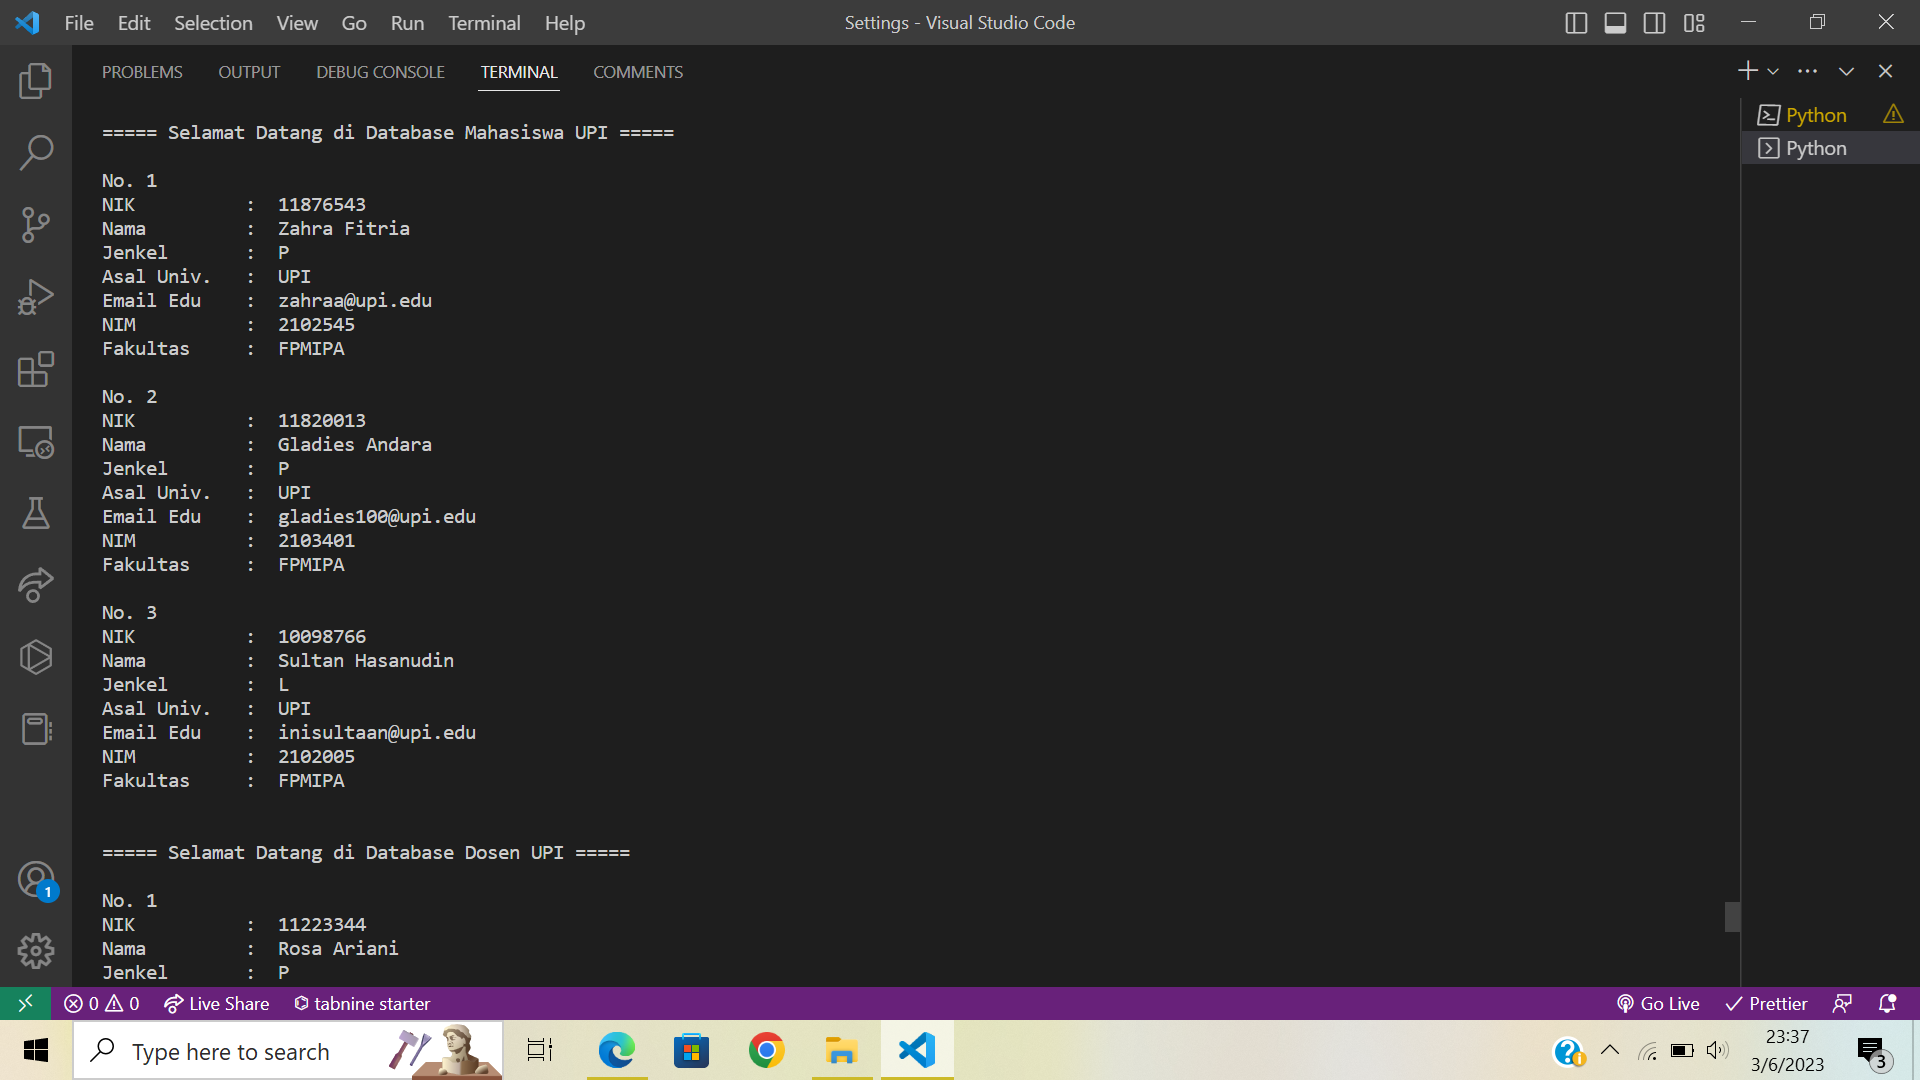 File Edit Selection View Go Run Terminal Help
Settings - Visual Studio Code
PROBLEMS OUTPUT DEBUG CONSOLE TERMINAL COMMENTS
Python
Python
===== Selamat Datang di Database Mahasiswa UPI =====
No. 1
NIK : 11876543
Nama : Zahra Fitria
Jenkel : P
Asal Univ. : UPI
Email Edu : zahraa@upi.edu
NIM : 2102545
Fakultas : FPMIPA
No. 2
NIK : 11820013
Nama : Gladies Andara
Jenkel : P
Asal Univ. : UPI
Email Edu : gladies100@upi.edu
NIM : 2103401
Fakultas : FPMIPA
No. 3
NIK : 10098766
Nama : Sultan Hasanudin
Jenkel : L
Asal Univ. : UPI
Email Edu : inisultaan@upi.edu
NIM : 2102005
Fakultas : FPMIPA
===== Selamat Datang di Database Dosen UPI =====
No. 1
NIK : 11223344
Nama : Rosa Ariani
Jenkel : P
1
0 0 Live Share tabnine starter Go Live Prettier
Type here to search
23:37
3/6/2023
3